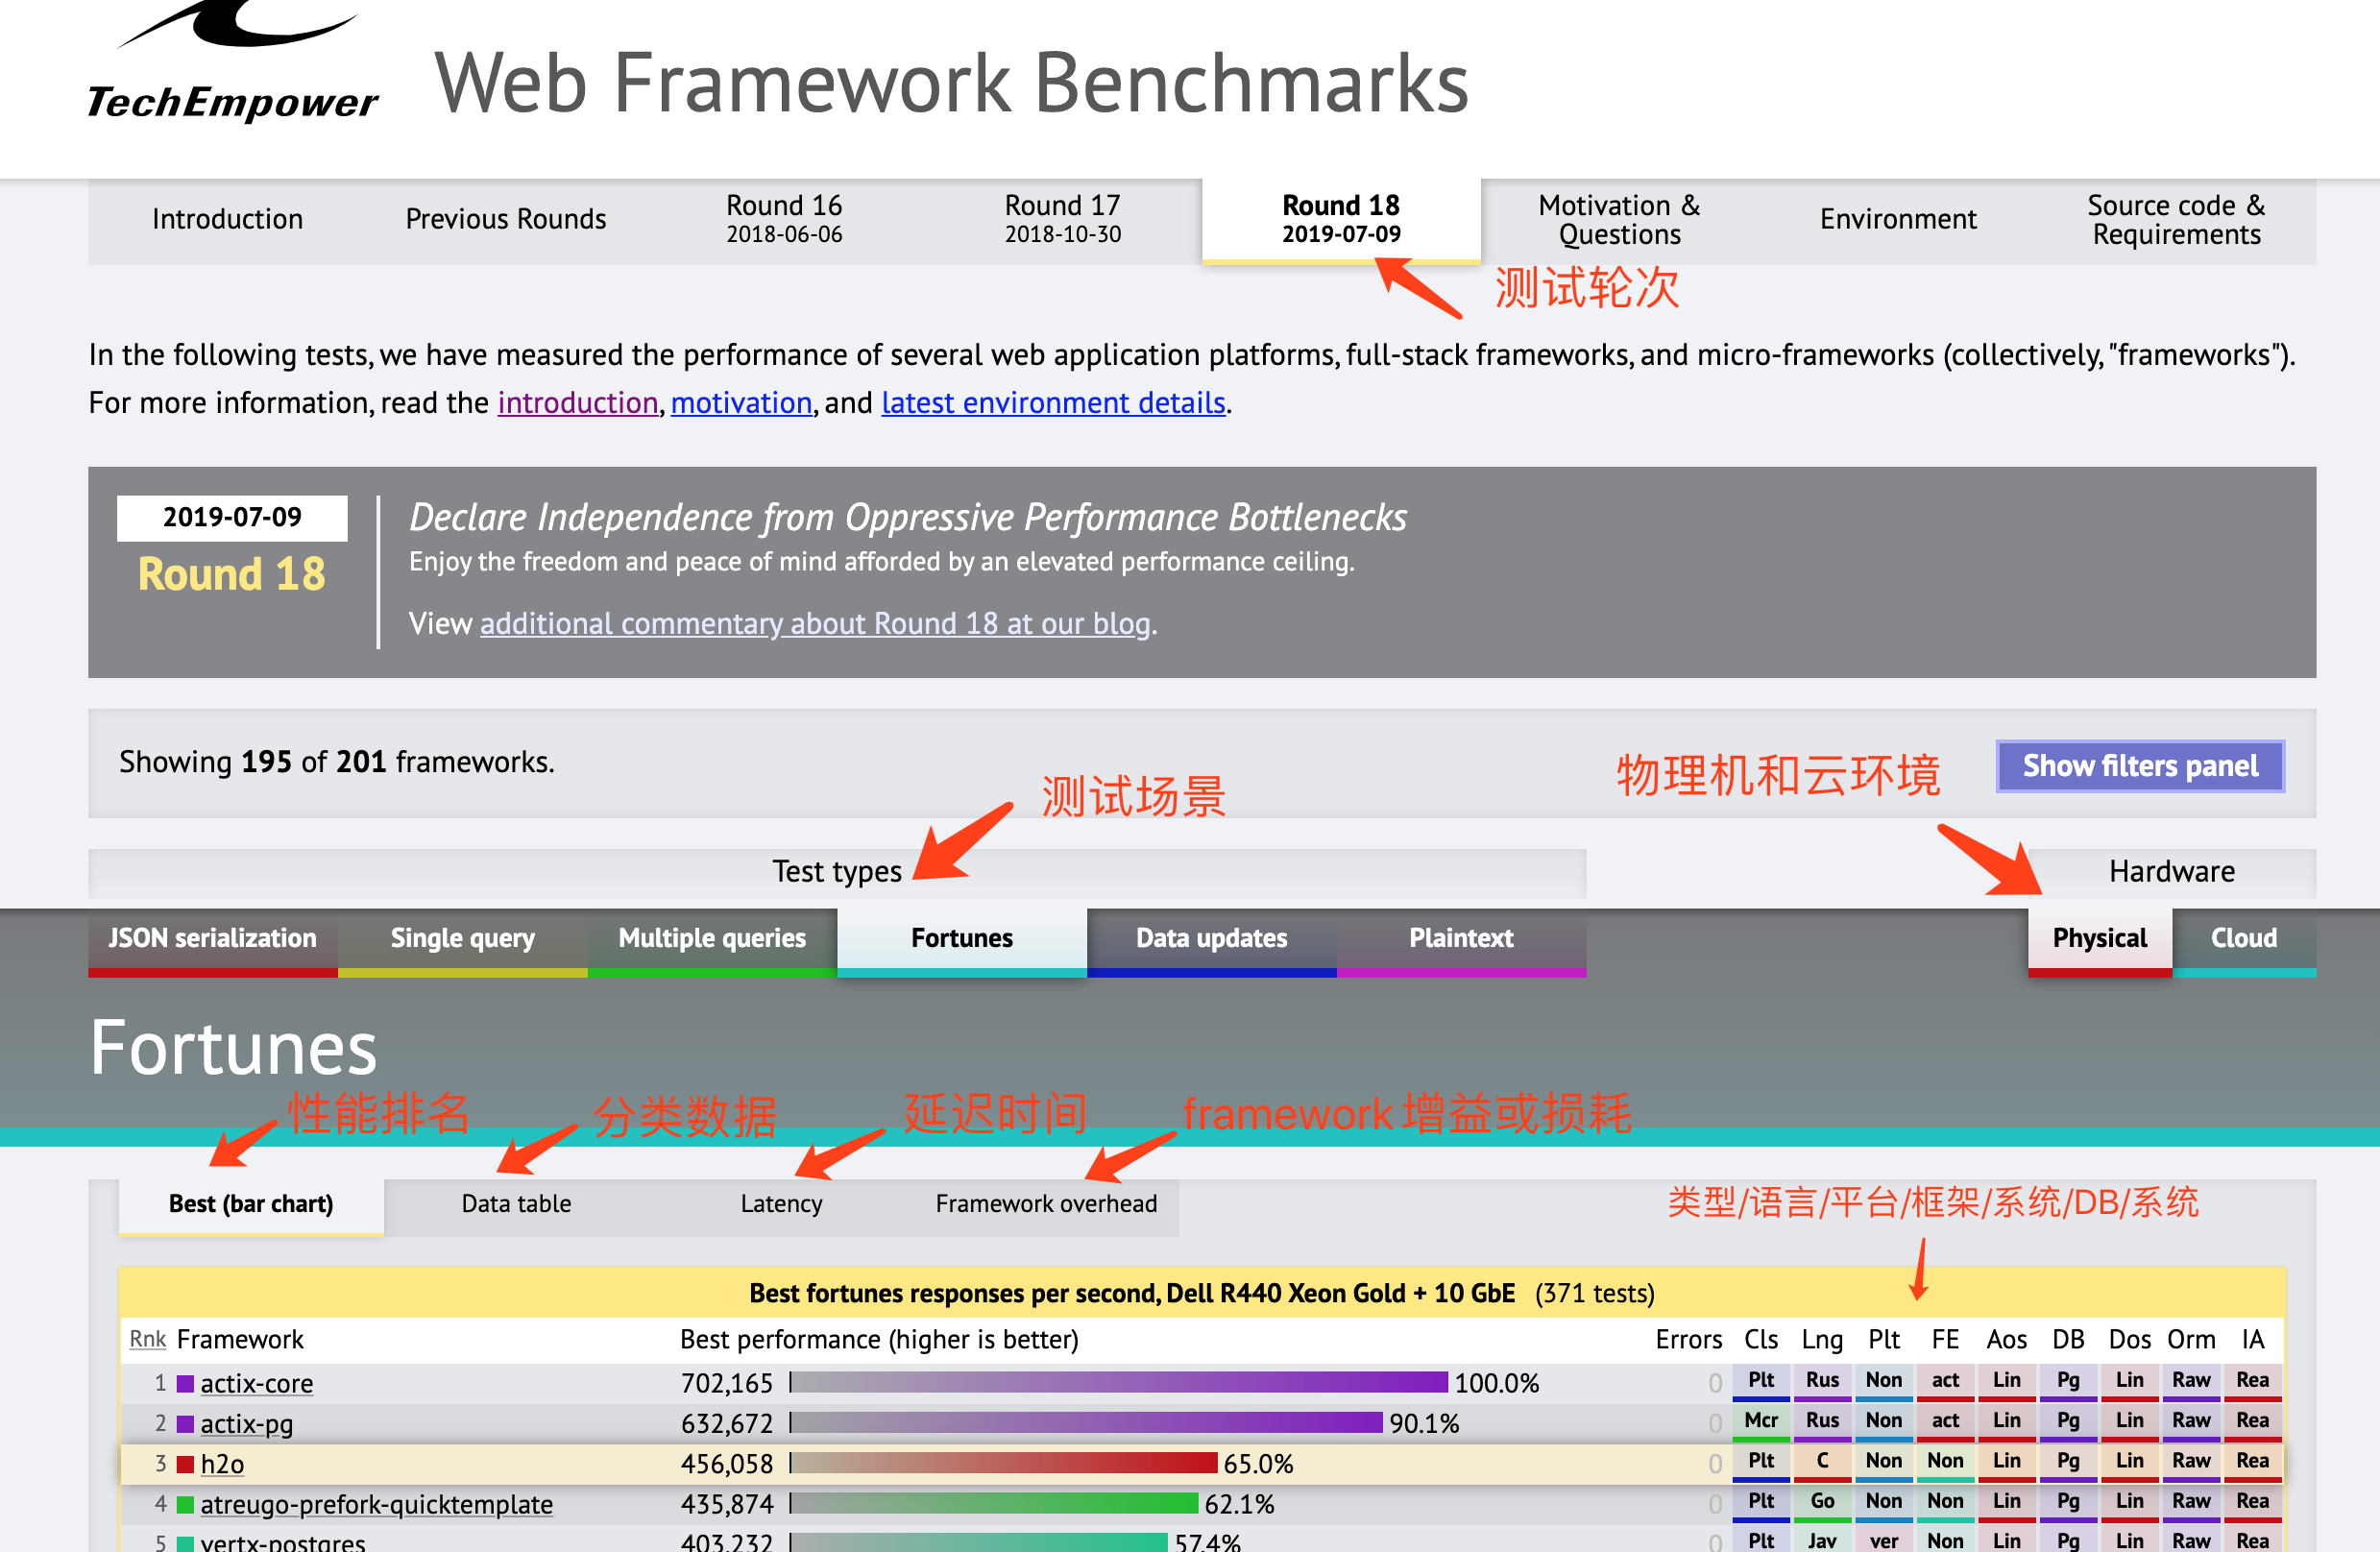 TechEmpower
Web Framework Benchmarks
Introduction
Previous Rounds
Round 16
2018-06-06
Round 17
2018-10-30
Round 18
2019-07-09
Motivation &
Questions
Environment
Source code &
Requirements
测试轮次
In the following tests, we have measured the performance of several web application platforms, full-stack frameworks, and micro-frameworks (collectively, "frameworks").
For more information, read the introduction, motivation, and latest environment details.
2019-07-09
Round 18
Declare Independence from Oppressive Performance Bottlenecks
Enjoy the freedom and peace of mind afforded by an elevated performance ceiling.
View additional commentary about Round 18 at our blog.
Showing 195 of 201 frameworks.
测试场景
物理机和云环境
Show filters panel
Test types
Hardware
JSON serialization
Single query
Multiple queries
Fortunes
Data updates
Plaintext
Physical
Cloud
Fortunes
性能排名
分类数据
延迟时间
framework 增益或损耗
Best (bar chart)
Data table
Latency
Framework overhead
类型/语言/平台/框架/系统/DB/系统
Best fortunes responses per second, Dell R440 Xeon Gold + 10 GbE (371 tests)
Rnk Framework Best performance (higher is better) Errors Cls Lng Plt FE Aos DB Dos Orm IA
1 actix-core 702,165 100.0% 0 Plt Rus Non act Lin Pg Lin Raw Rea
2 actix-pg 632,672 90.1% 0 Mcr Rus Non act Lin Pg Lin Raw Rea
3 h2o 456,058 65.0% 0 Plt C Non Non Lin Pg Lin Raw Rea
4 atreugo-prefork-quicktemplate 435,874 62.1% 0 Plt Go Non Non Lin Pg Lin Raw Rea
5 vertx-postgres 403,232 57.4% 0 Plt Jav ver Non Lin Pg Lin Raw Rea